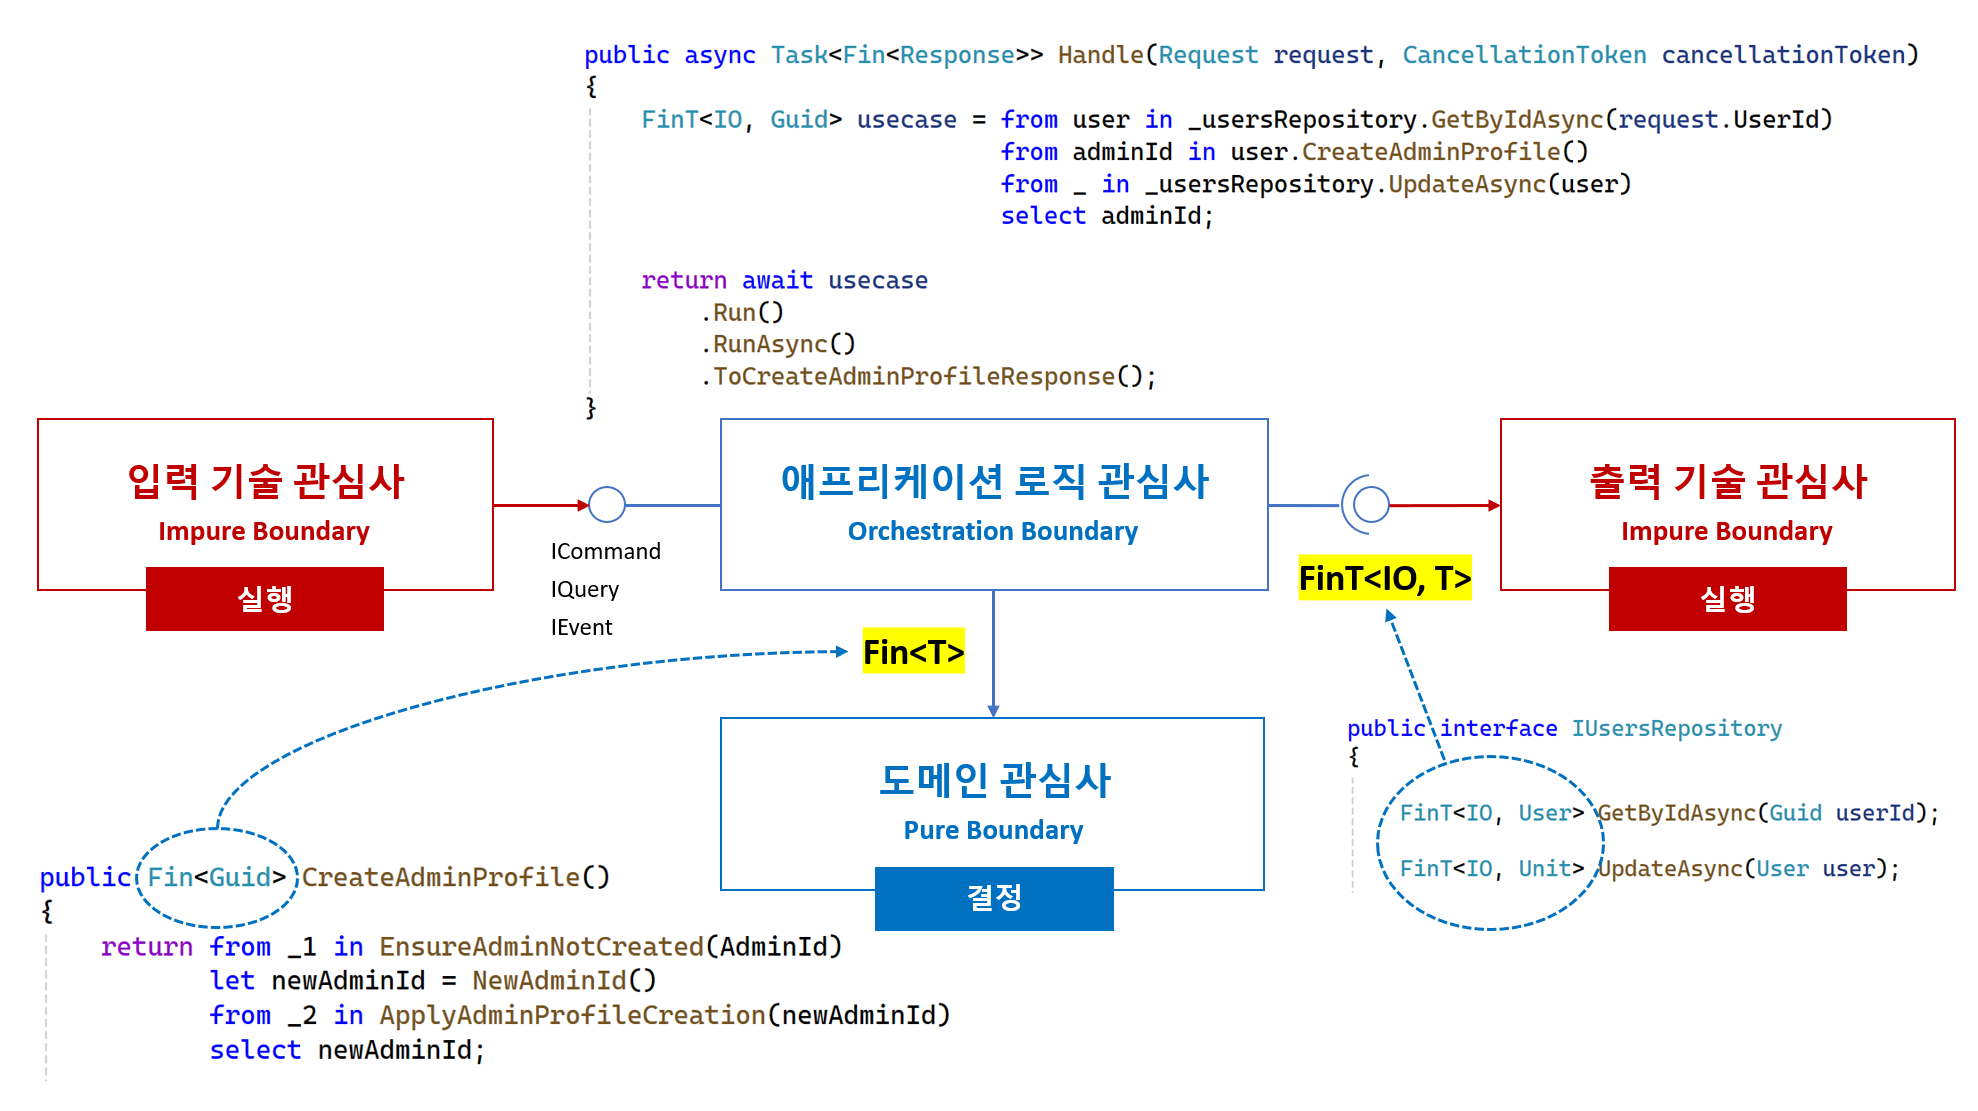 public async Task<Fin<Response>> Handle(Request request, CancellationToken cancellationToken)
{
    FinT<IO, Guid> usecase = from user in _usersRepository.GetByIdAsync(request.UserId)
                             from adminId in user.CreateAdminProfile()
                             from _ in _usersRepository.UpdateAsync(user)
                             select adminId;
    return await usecase
        .Run()
        .RunAsync()
        .ToCreateAdminProfileResponse();
}
입력 기술 관심사
Impure Boundary
실행
ICommand
IQuery
IEvent
애프리케이션 로직 관심사
Orchestration Boundary
FinT<IO, T>
출력 기술 관심사
Impure Boundary
실행
Fin<T>
도메인 관심사
Pure Boundary
결정
public interface IUsersRepository
{
    FinT<IO, User> GetByIdAsync(Guid userId);
    FinT<IO, Unit> UpdateAsync(User user);
public Fin<Guid> CreateAdminProfile()
{
    return from _1 in EnsureAdminNotCreated(AdminId)
           let newAdminId = NewAdminId()
           from _2 in ApplyAdminProfileCreation(newAdminId)
           select newAdminId;